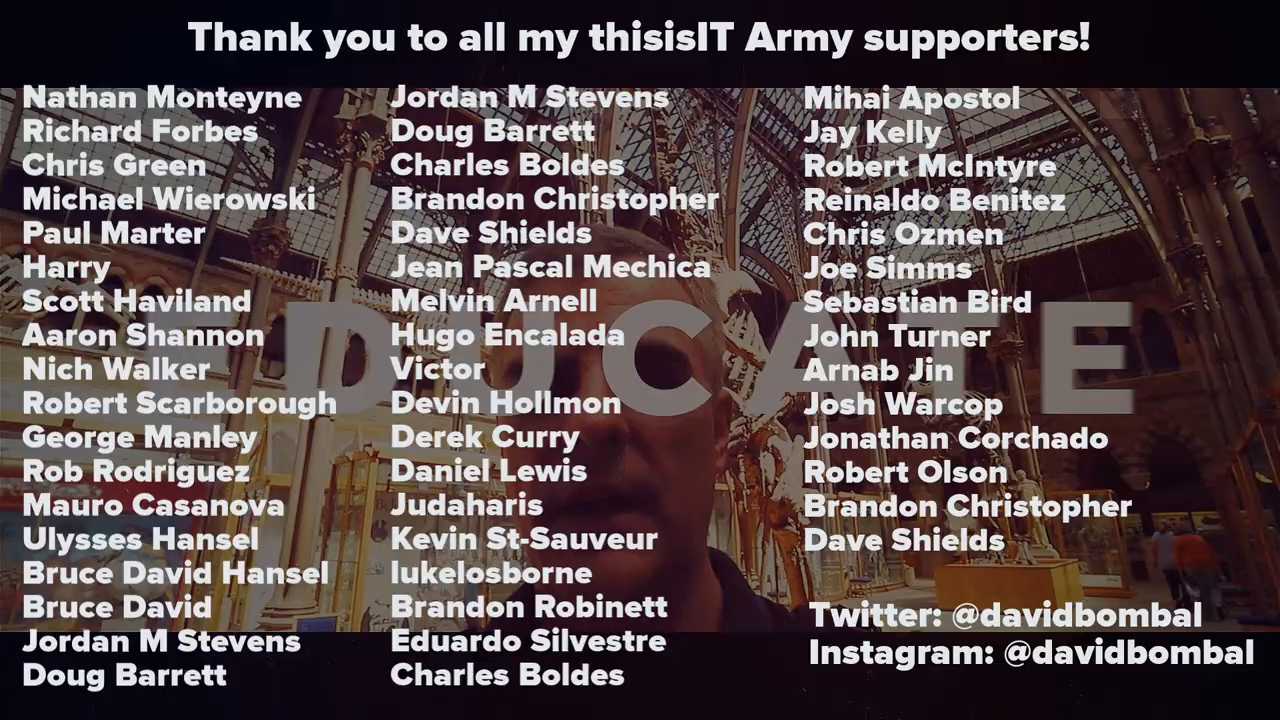 Thank you to all my thisisIT Army supporters!
Nathan Monteyne
Richard Forbes
Chris Green
Michael Wierowski
Paul Marter
Harry
Scott Haviland
Aaron Shannon
Nich Walker
Robert Scarborough
George Manley
Rob Rodriguez
Mauro Casanova
Ulysses Hansel
Bruce David Hansel
Bruce David
Jordan M Stevens
Doug Barrett
Jordan M Stevens
Doug Barrett
Charles Boldes
Brandon Christopher
Dave Shields
Jean Pascal Mechica
Melvin Arnell
Hugo Encalada
Victor
Devin Hollmon
Derek Curry
Daniel Lewis
Judaharis
Kevin St-Sauveur
lukelosborne
Brandon Robinett
Eduardo Silvestre
Charles Boldes
Mihai Apostol
Jay Kelly
Robert McIntyre
Reinaldo Benitez
Chris Ozmen
Joe Simms
Sebastian Bird
John Turner
Arnab Jin
Josh Warcop
Jonathan Corchado
Robert Olson
Brandon Christopher
Dave Shields
Twitter: @davidbombal
Instagram: @davidbombal
EDUCATE